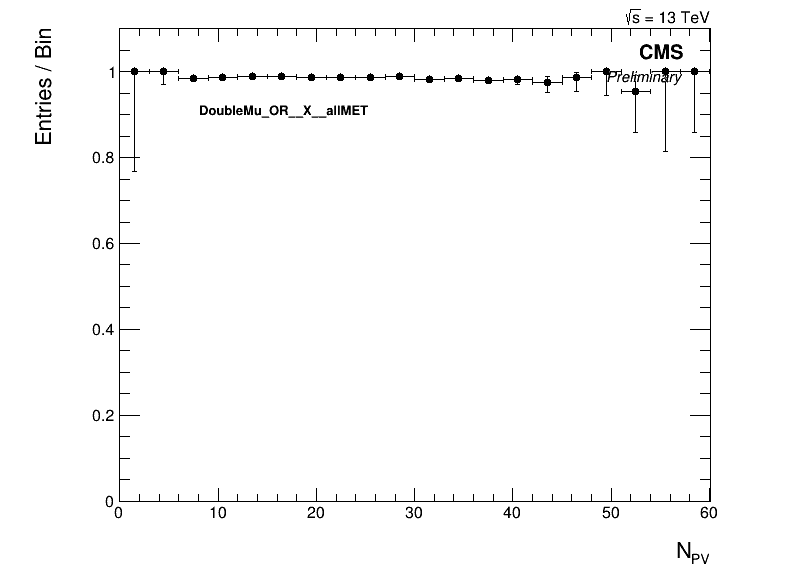 √s = 13 TeV
Entries / Bin
CMS
Preliminary
1
DoubleMu_OR__X__allMET
0.8
0.6
0.4
0.2
0
0 10 20 30 40 50 60
N_PV